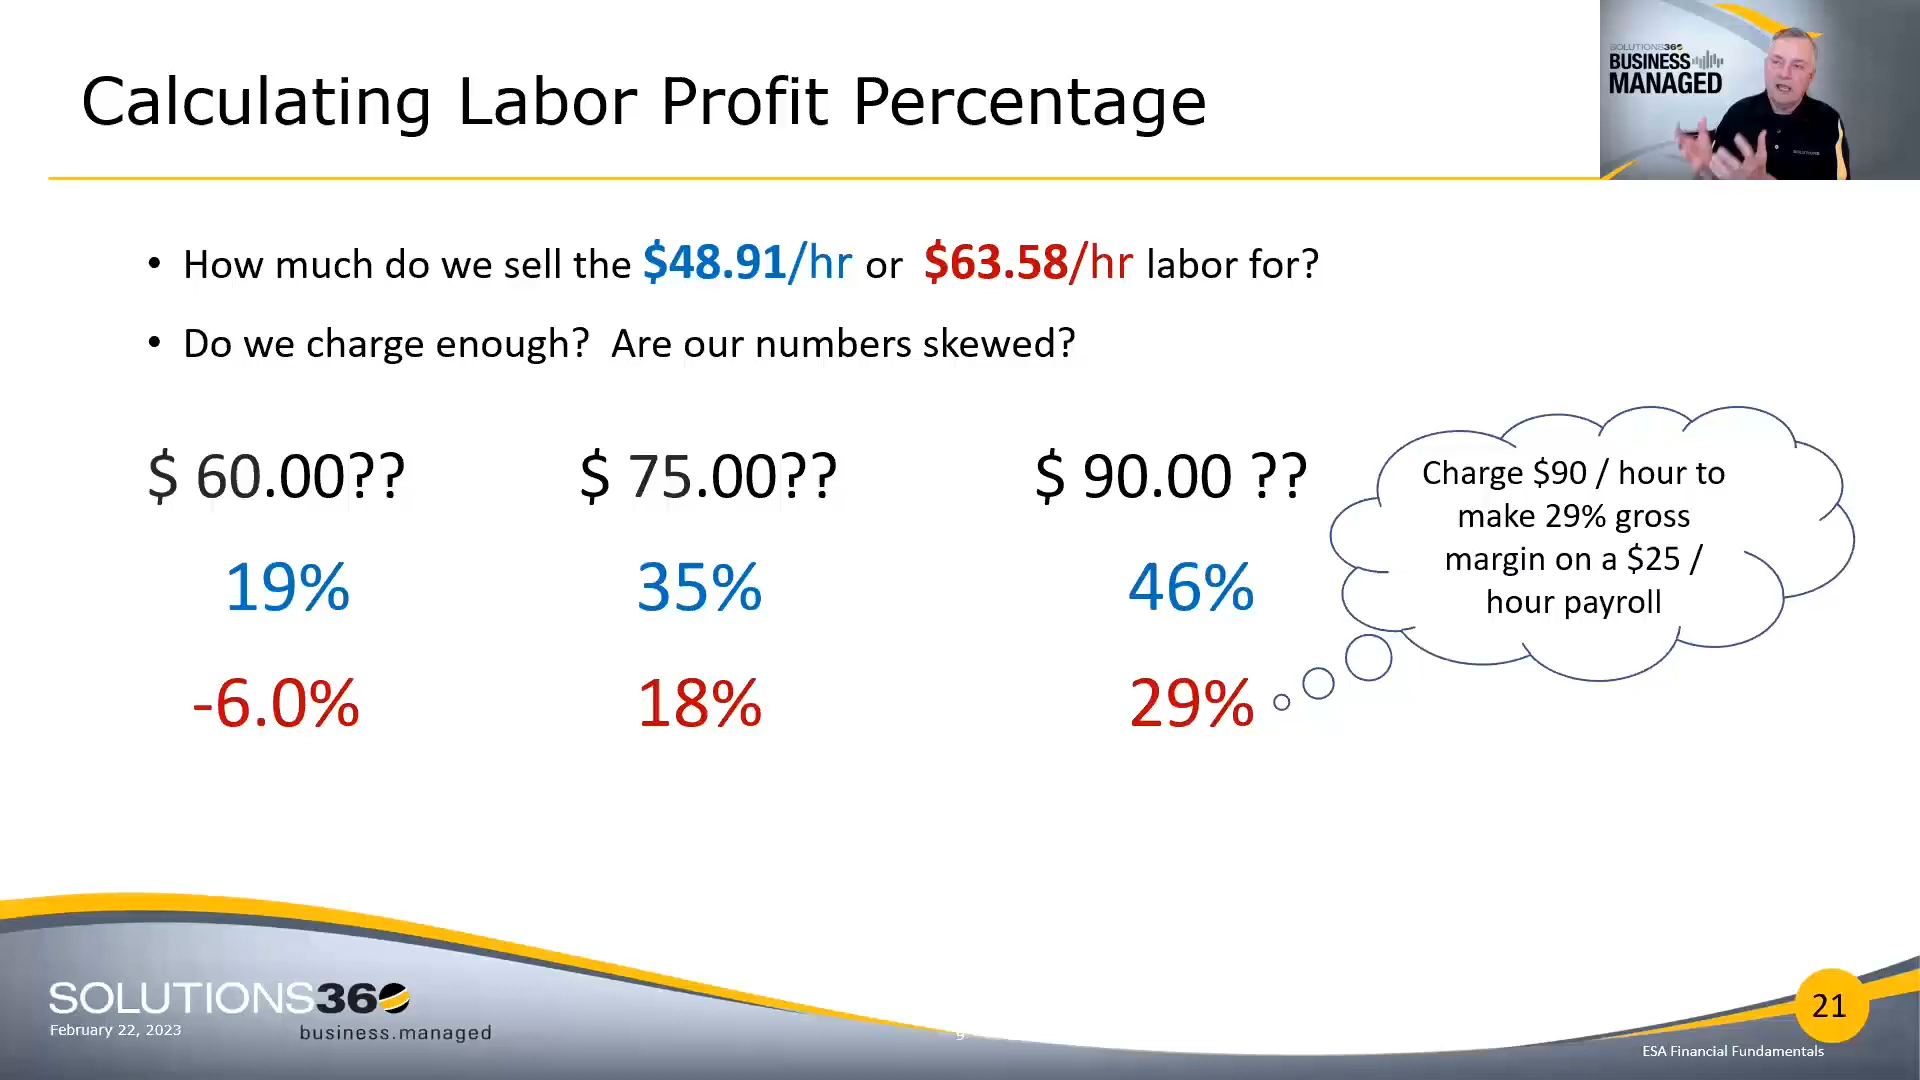 Calculating Labor Profit Percentage
SOLUTIONS360
BUSINESS
MANAGED
• How much do we sell the $48.91/hr or $63.58/hr labor for?
• Do we charge enough? Are our numbers skewed?
$ 60.00?? $ 75.00?? $ 90.00 ??
19% 35% 46%
-6.0% 18% 29%
Charge $90 / hour to
make 29% gross
margin on a $25 /
hour payroll
SOLUTIONS360
February 22, 2023
business.managed
21
ESA Financial Fundamentals